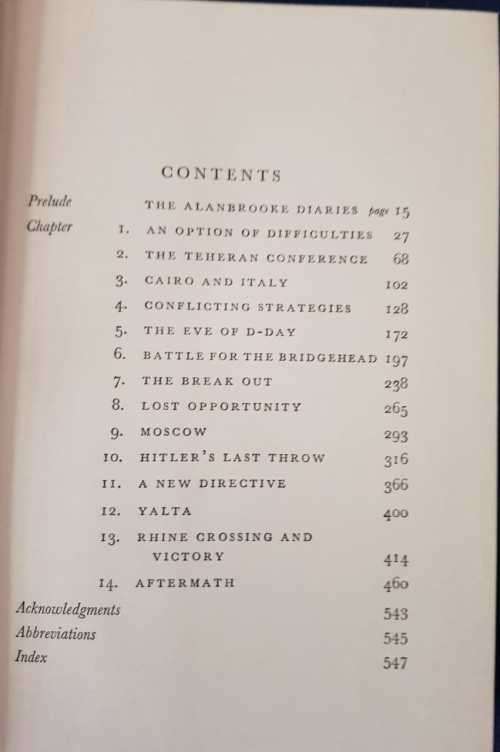 CONTENTS
Prelude THE ALANBROOKE DIARIES page 15
Chapter 1. AN OPTION OF DIFFICULTIES 27
2. THE TEHERAN CONFERENCE 68
3. CAIRO AND ITALY 102
4. CONFLICTING STRATEGIES 128
5. THE EVE OF D-DAY 172
6. BATTLE FOR THE BRIDGEHEAD 197
7. THE BREAK OUT 238
8. LOST OPPORTUNITY 265
9. MOSCOW 293
10. HITLER'S LAST THROW 316
11. A NEW DIRECTIVE 366
12. YALTA 400
13. RHINE CROSSING AND
VICTORY 414
14. AFTERMATH 460
Acknowledgments 543
Abbreviations 545
Index 547